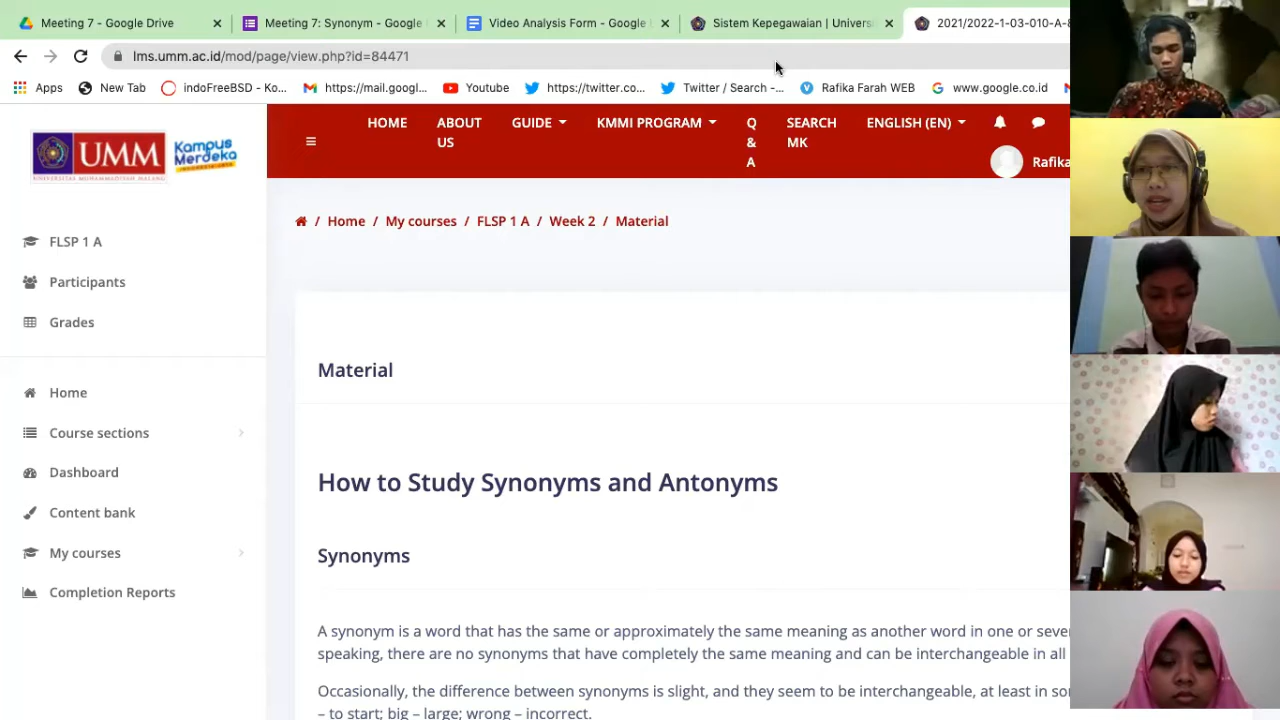 Meeting 7 - Google Drive
Meeting 7: Synonym - Google
Video Analysis Form - Google
Sistem Kepegawaian | Univers
2021/2022-1-03-010-A-
lms.umm.ac.id/mod/page/view.php?id=84471
Apps
New Tab
indoFreeBSD - Ko...
https://mail.googl...
Youtube
https://twitter.co...
Twitter / Search -...
Rafika Farah WEB
www.google.co.id
UMM
UNIVERSITAS MUHAMMADIYAH MALANG
Kampus
Merdeka
HOME
ABOUT
US
GUIDE
KMMI PROGRAM
Q
&
A
SEARCH
MK
ENGLISH (EN)
Rafika
Home / My courses / FLSP 1 A / Week 2 / Material
FLSP 1 A
Participants
Grades
Home
Course sections
Dashboard
Content bank
My courses
Completion Reports
Material
How to Study Synonyms and Antonyms
Synonyms
A synonym is a word that has the same or approximately the same meaning as another word in one or seve
speaking, there are no synonyms that have completely the same meaning and can be interchangeable in all
Occasionally, the difference between synonyms is slight, and they seem to be interchangeable, at least in so
– to start; big – large; wrong – incorrect.